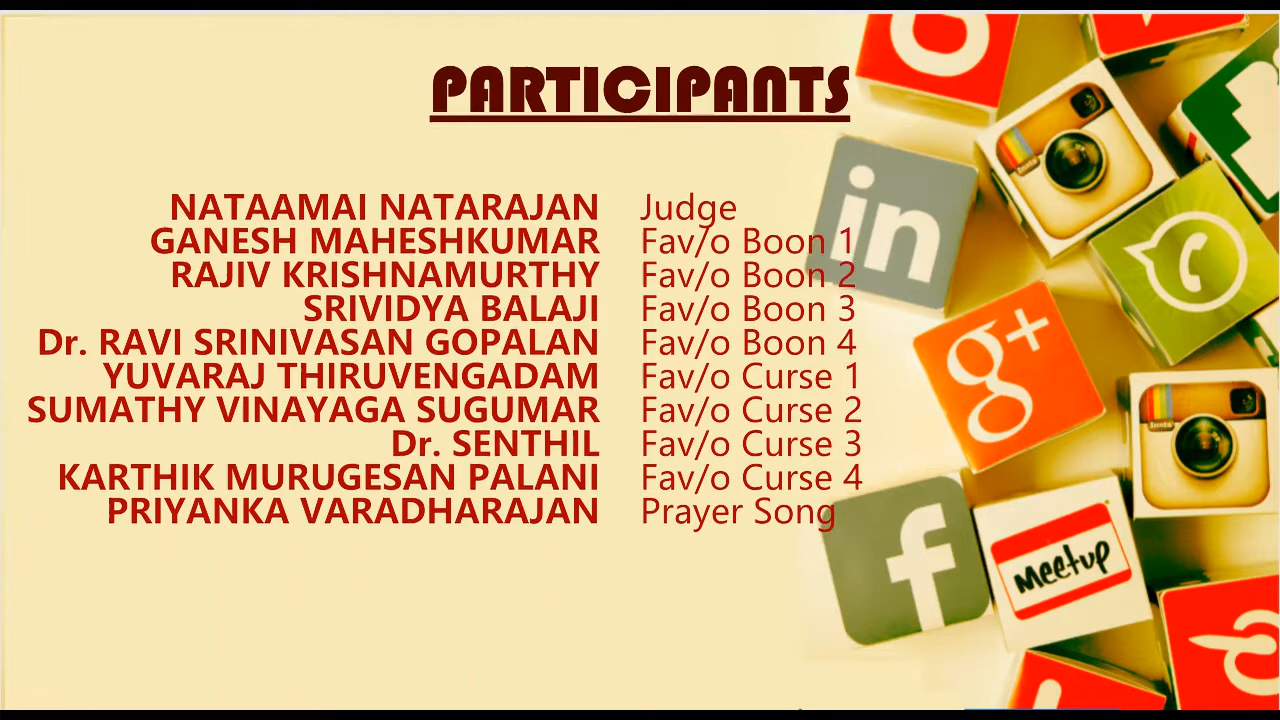 PARTICIPANTS
NATAAMAI NATARAJAN Judge
GANESH MAHESHKUMAR Fav/o Boon 1
RAJIV KRISHNAMURTHY Fav/o Boon 2
SRIVIDYA BALAJI Fav/o Boon 3
Dr. RAVI SRINIVASAN GOPALAN Fav/o Boon 4
YUVARAJ THIRUVENGADAM Fav/o Curse 1
SUMATHY VINAYAGA SUGUMAR Fav/o Curse 2
Dr. SENTHIL Fav/o Curse 3
KARTHIK MURUGESAN PALANI Fav/o Curse 4
PRIYANKA VARADHARAJAN Prayer Song
in
g+
Insta
f
meetup